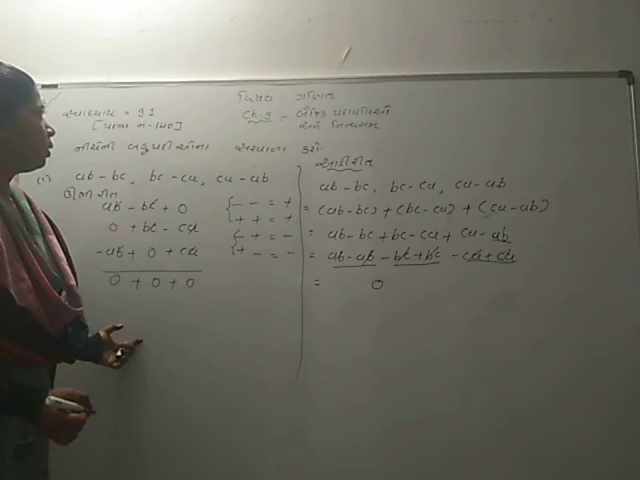 વિષય :- ગણિત
સ્વાધ્યાય = 9.1
Ch-9 :- બૈજિક પદાવલિઓ
[પાના નં-140]
અને નિત્યસમ
નીચેની બહુપદીઓના સરવાળા કરો.
(1) ab - bc, bc - ca, ca - ab
ઊભી રીત
ab - bc + 0
0 + bc - ca
-ab + 0 + ca
0 + 0 + 0
{ - - = +
+ + = +
{ - + = -
{ + - = -
આડી રીત
ab - bc, bc - ca, ca - ab
= (ab - bc) + (bc - ca) + (ca - ab)
= ab - bc + bc - ca + ca - ab
= ab - ab - bc + bc - ca + ca
= 0